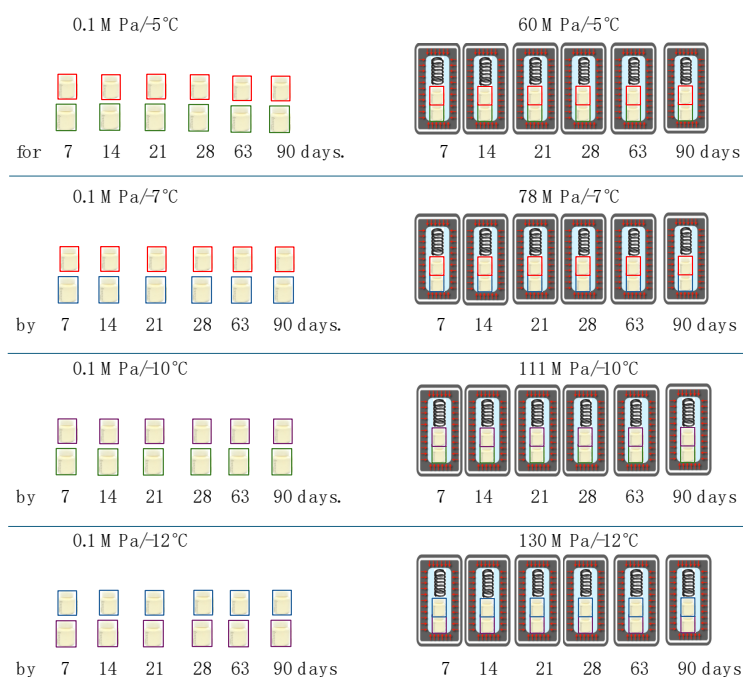 0.1 M Pa/-5°C 60 M Pa/-5°C
for 7 14 21 28 63 90 days. 7 14 21 28 63 90 days
0.1 M Pa/-7°C 78 M Pa/-7°C
by 7 14 21 28 63 90 days. 7 14 21 28 63 90 days
0.1 M Pa/-10°C 111 M Pa/-10°C
by 7 14 21 28 63 90 days. 7 14 21 28 63 90 days
0.1 M Pa/-12°C 130 M Pa/-12°C
by 7 14 21 28 63 90 days 7 14 21 28 63 90 days